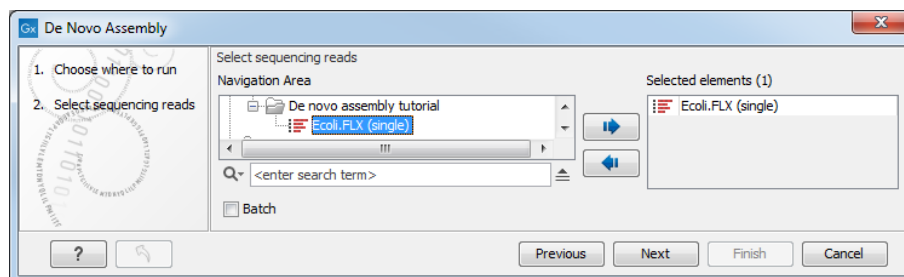 Gx De Novo Assembly
1. Choose where to run
2. Select sequencing reads
Select sequencing reads
Navigation Area
De novo assembly tutorial
Ecoli.FLX (single)
<enter search term>
Batch
Selected elements (1)
Ecoli.FLX (single)
? Previous Next Finish Cancel